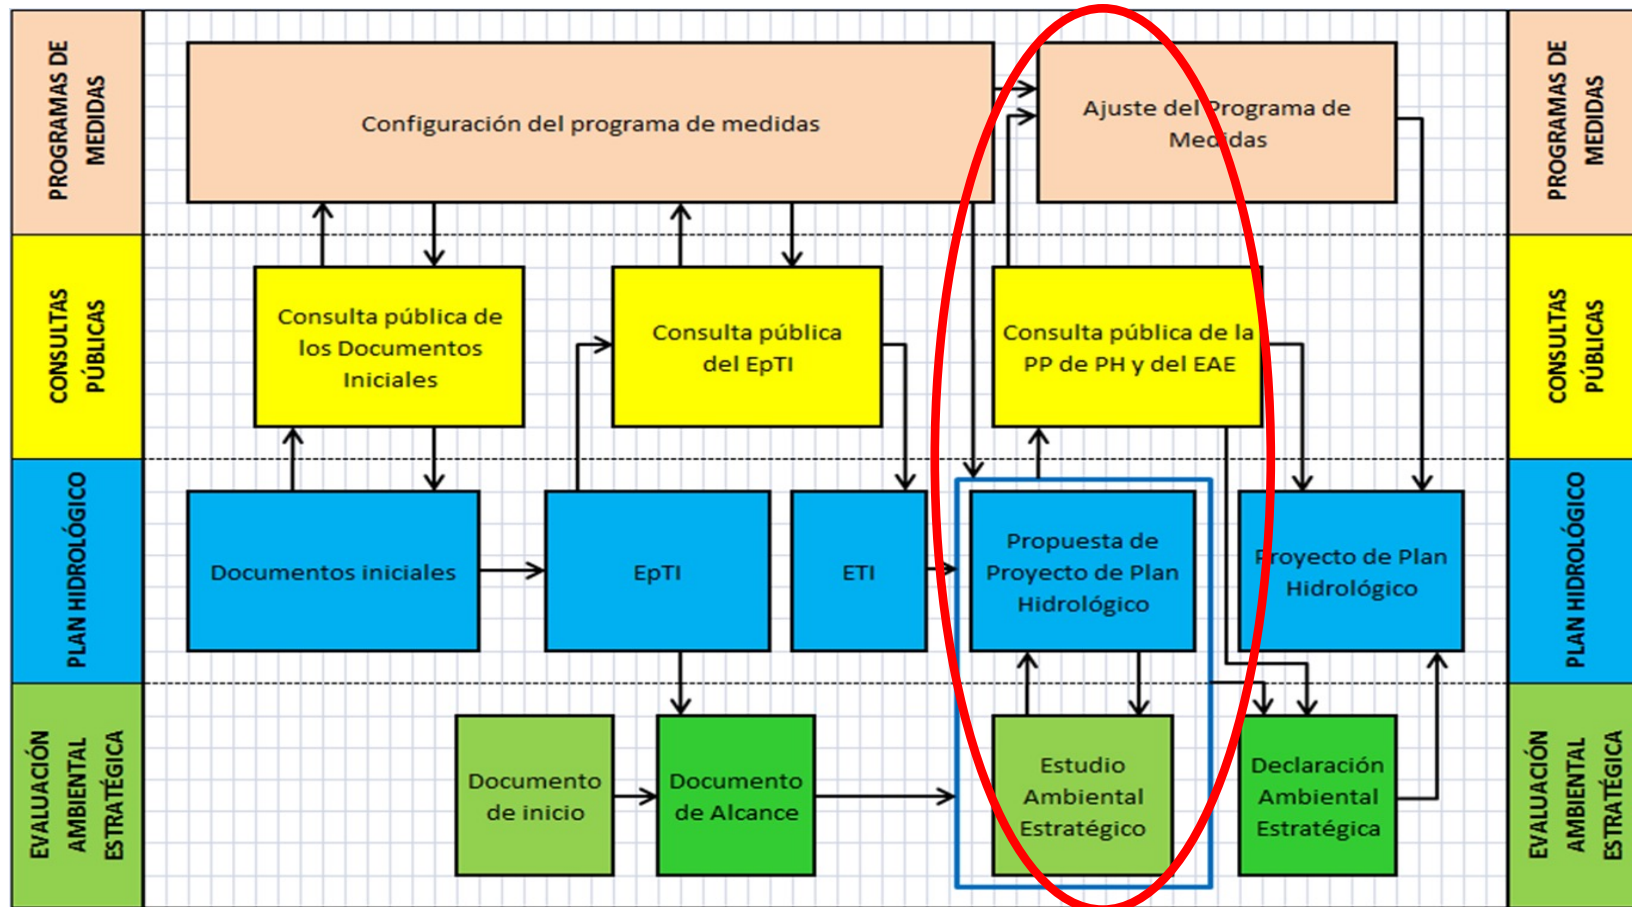 PROGRAMAS DE
MEDIDAS
Configuración del programa de medidas
Ajuste del Programa de
Medidas
PROGRAMAS DE
MEDIDAS
CONSULTAS
PÚBLICAS
Consulta pública de
los Documentos
Iniciales
Consulta pública
del EpTI
Consulta pública de la
PP de PH y del EAE
CONSULTAS
PÚBLICAS
PLAN HIDROLÓGICO
Documentos iniciales
EpTI
ETI
Propuesta de
Proyecto de Plan
Hidrológico
Proyecto de Plan
Hidrológico
PLAN HIDROLÓGICO
EVALUACIÓN
AMBIENTAL
ESTRATÉGICA
Documento
de inicio
Documento
de Alcance
Estudio
Ambiental
Estratégico
Declaración
Ambiental
Estratégica
EVALUACIÓN
AMBIENTAL
ESTRATÉGICA